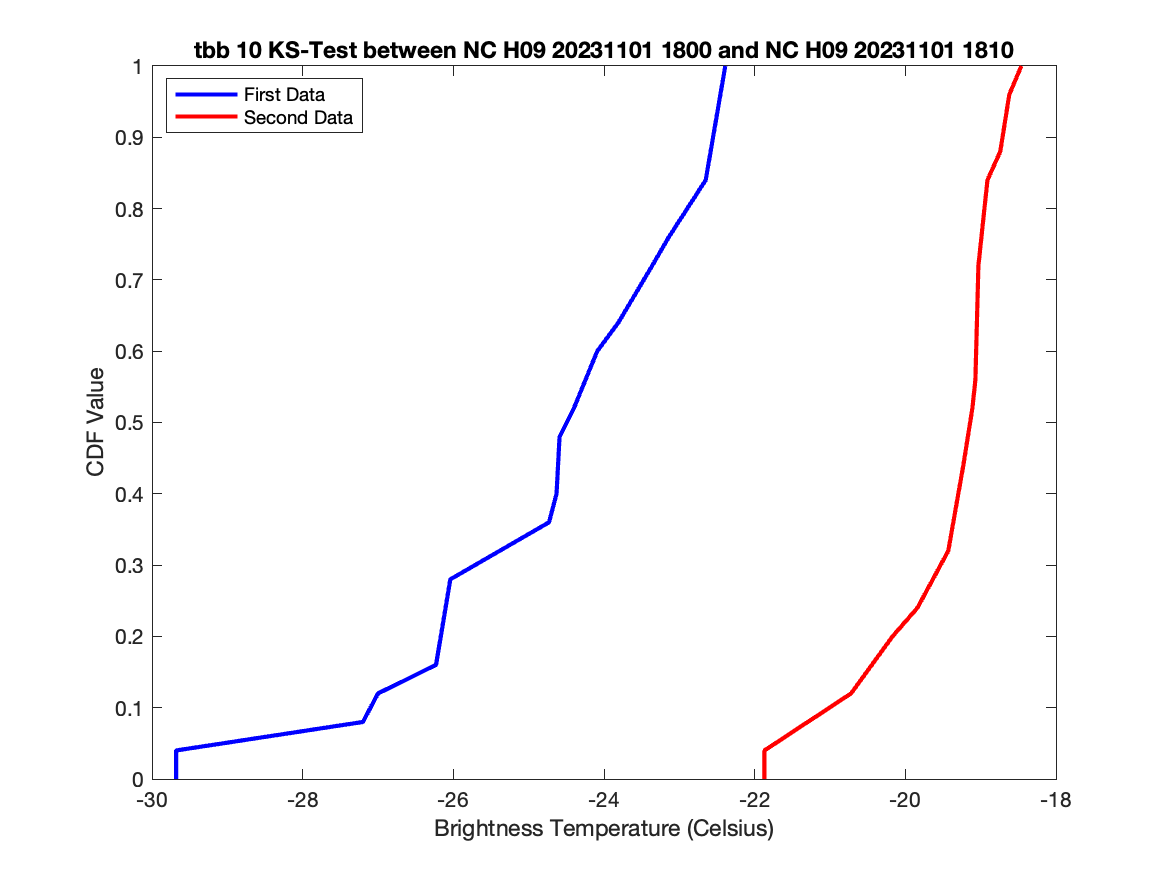 tbb 10 KS-Test between NC H09 20231101 1800 and NC H09 20231101 1810
First Data
Second Data
1
0.9
0.8
0.7
0.6
0.5
0.4
0.3
0.2
0.1
0
CDF Value
-30 -28 -26 -24 -22 -20 -18
Brightness Temperature (Celsius)